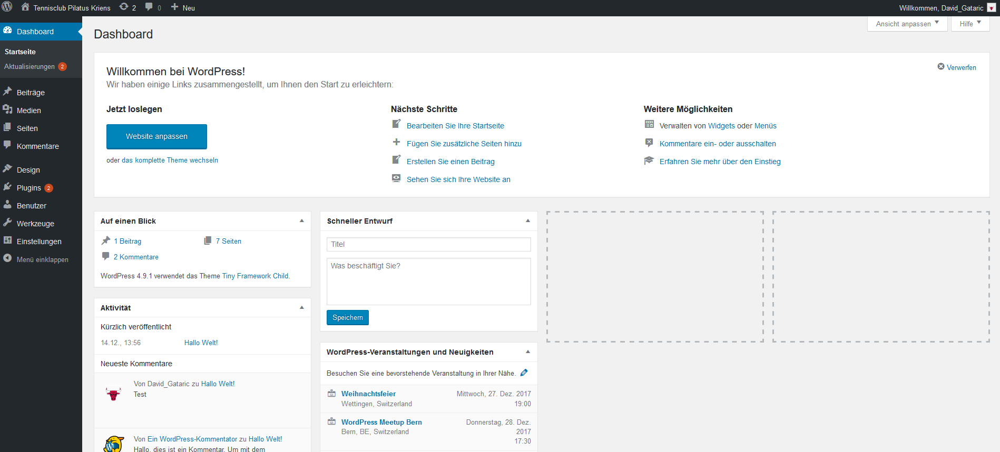 Tennisclub Pilatus Kriens 2 0 Neu
Willkommen, David_Gataric
Dashboard
Startseite
Aktualisierungen 2
Beiträge
Medien
Seiten
Kommentare
Design
Plugins 2
Benutzer
Werkzeuge
Einstellungen
Menü einklappen
Ansicht anpassen
Hilfe
Dashboard
Willkommen bei WordPress!
Wir haben einige Links zusammengestellt, um Ihnen den Start zu erleichtern:
Verwerfen
Jetzt loslegen
Website anpassen
oder das komplette Theme wechseln
Nächste Schritte
Bearbeiten Sie Ihre Startseite
Fügen Sie zusätzliche Seiten hinzu
Erstellen Sie einen Beitrag
Sehen Sie sich Ihre Website an
Weitere Möglichkeiten
Verwalten von Widgets oder Menüs
Kommentare ein- oder ausschalten
Erfahren Sie mehr über den Einstieg
Auf einen Blick
1 Beitrag
7 Seiten
2 Kommentare
WordPress 4.9.1 verwendet das Theme Tiny Framework Child.
Aktivität
Kürzlich veröffentlicht
14.12., 13:56 Hallo Welt!
Neueste Kommentare
Von David_Gataric zu Hallo Welt!
Test
Von Ein WordPress-Kommentator zu Hallo Welt!
Hallo, dies ist ein Kommentar. Um mit dem
Schneller Entwurf
Titel
Was beschäftigt Sie?
Speichern
WordPress-Veranstaltungen und Neuigkeiten
Besuchen Sie eine bevorstehende Veranstaltung in Ihrer Nähe.
Weihnachtsfeier
Wettingen, Switzerland
Mittwoch, 27. Dez. 2017
19:00
WordPress Meetup Bern
Bern, BE, Switzerland
Donnerstag, 28. Dez.
2017
17:30